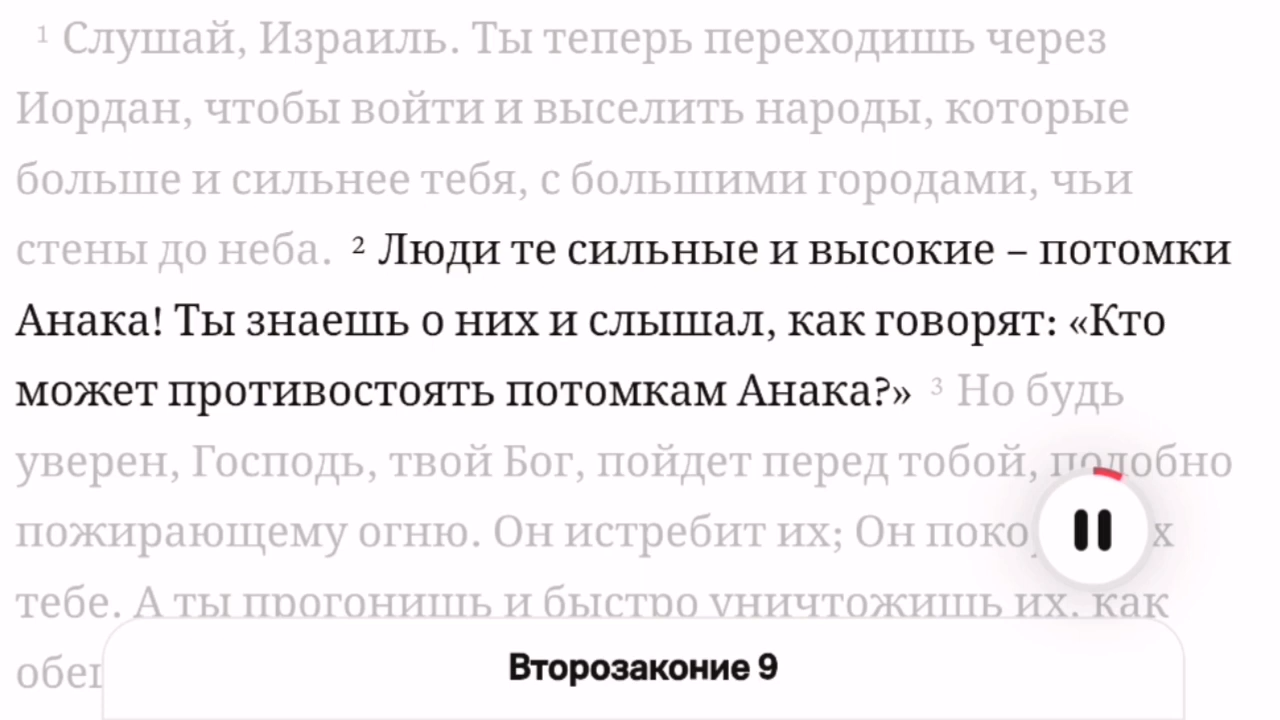 ¹ Слушай, Израиль. Ты теперь переходишь через
Иордан, чтобы войти и выселить народы, которые
больше и сильнее тебя, с большими городами, чьи
стены до неба. ² Люди те сильные и высокие – потомки
Анака! Ты знаешь о них и слышал, как говорят: «Кто
может противостоять потомкам Анака?» ³ Но будь
уверен, Господь, твой Бог, пойдет перед тобой, подобно
пожирающему огню. Он истребит их; Он
тебе. А ты прогонишь и быстро уничтожишь их, как
Второзаконие 9